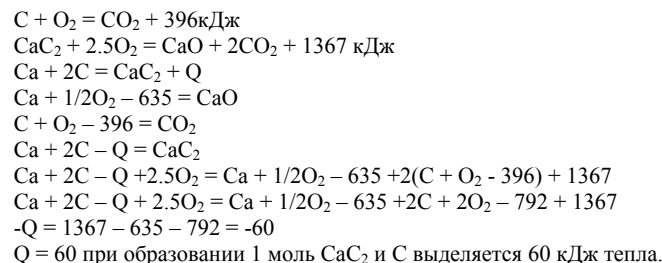 C + O₂ = CO₂ + 396кДж
CaC₂ + 2.5O₂ = CaO + 2CO₂ + 1367 кДж
Ca + 2C = CaC₂ + Q
Ca + 1/2O₂ – 635 = CaO
C + O₂ – 396 = CO₂
Ca + 2C – Q = CaC₂
Ca + 2C – Q +2.5O₂ = Ca + 1/2O₂ – 635 +2(C + O₂ - 396) + 1367
Ca + 2C – Q + 2.5O₂ = Ca + 1/2O₂ – 635 +2C + 2O₂ – 792 + 1367
-Q = 1367 – 635 – 792 = -60
Q = 60 при образовании 1 моль CaC₂ и С выделяется 60 кДж тепла.